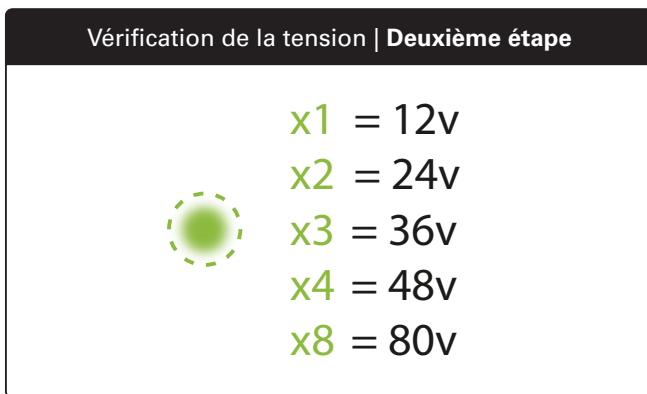 Vérification de la tension | Deuxième étape
x1 = 12v
x2 = 24v
x3 = 36v
x4 = 48v
x8 = 80v